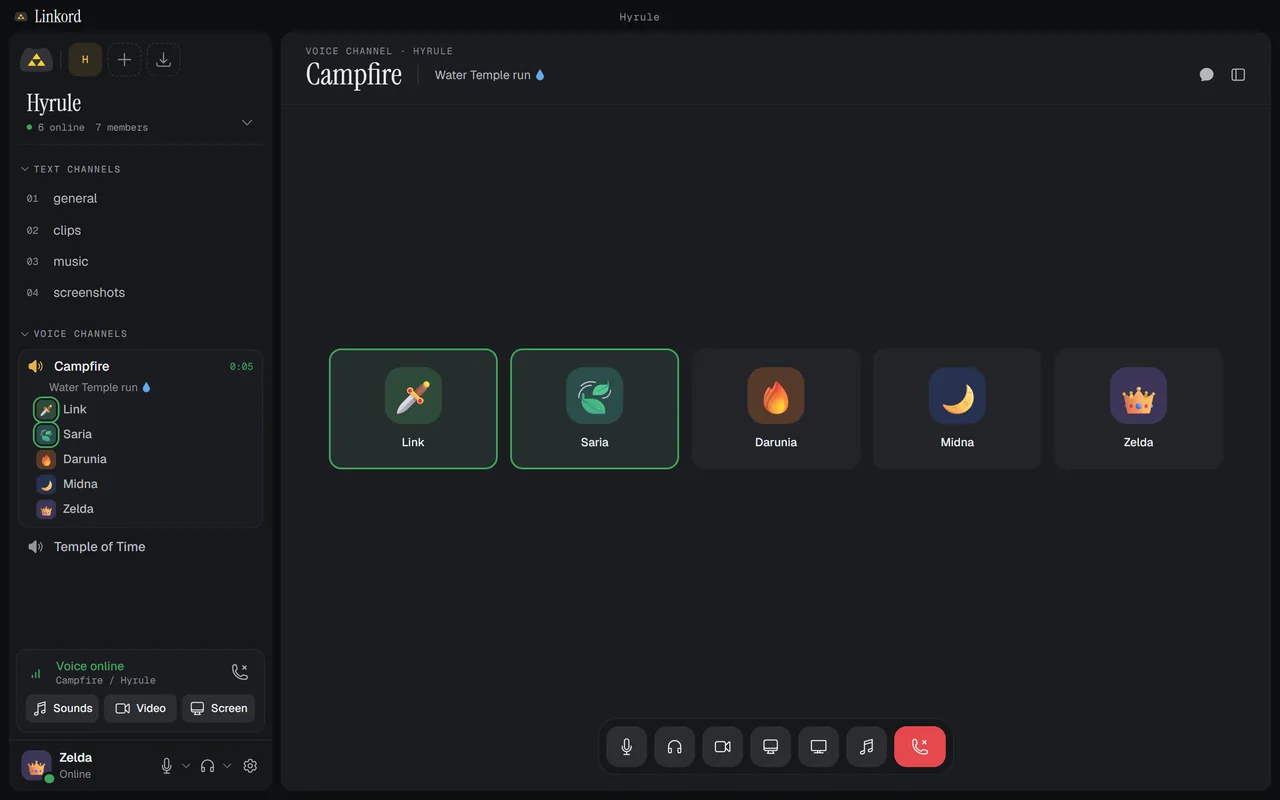 Linkord
Hyrule
H
Hyrule
6 online 7 members
TEXT CHANNELS
01 general
02 clips
03 music
04 screenshots
VOICE CHANNELS
Campfire 0:05
Water Temple run
Link
Saria
Darunia
Midna
Zelda
Temple of Time
Voice online
Campfire / Hyrule
Sounds Video Screen
Zelda
Online
VOICE CHANNEL · HYRULE
Campfire Water Temple run
Link Saria Darunia Midna Zelda